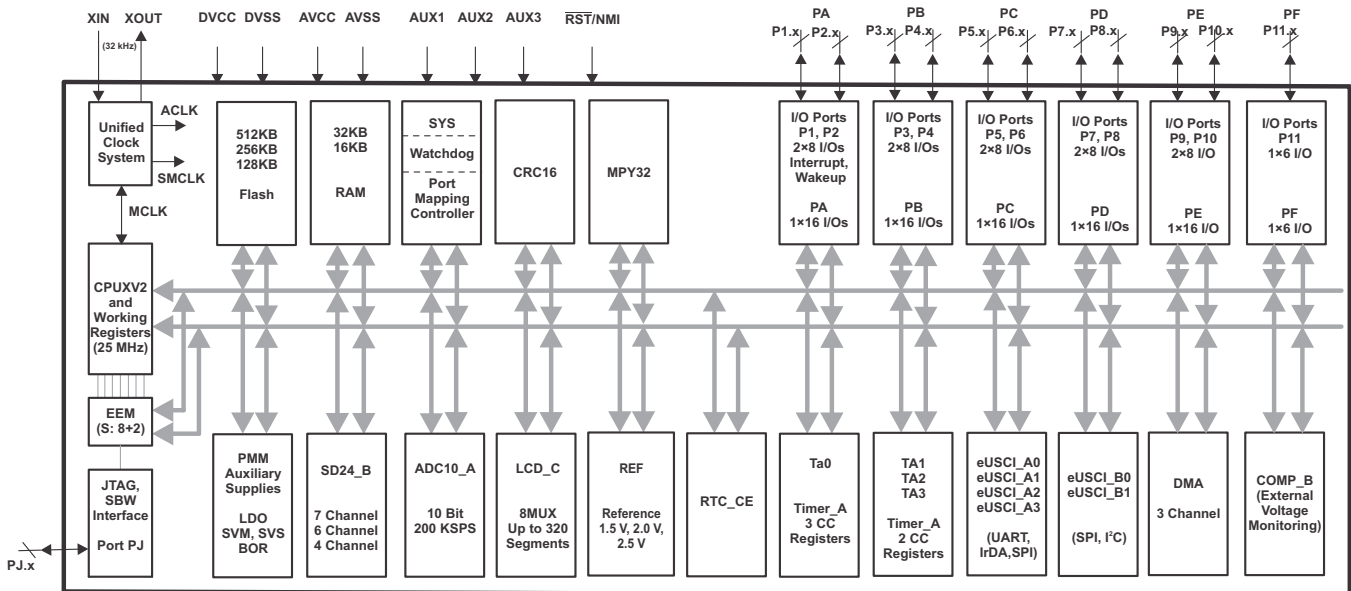 XIN
XOUT
DVCC
DVSS
AVCC
AVSS
AUX1
AUX2
AUX3
RST/NMI
(32 kHz)
PA
P1.x
P2.x
PB
P3.x
P4.x
PC
P5.x
P6.x
PD
P7.x
P8.x
PE
P9.x
P10.x
PF
P11.x
Unified
Clock
System
ACLK
SMCLK
MCLK
512KB
256KB
128KB
Flash
32KB
16KB
RAM
SYS
Watchdog
Port
Mapping
Controller
CRC16
MPY32
I/O Ports
P1, P2
2×8 I/Os
Interrupt,
Wakeup
PA
1×16 I/Os
I/O Ports
P3, P4
2×8 I/Os
PB
1×16 I/Os
I/O Ports
P5, P6
2×8 I/Os
PC
1×16 I/Os
I/O Ports
P7, P8
2×8 I/Os
PD
1×16 I/Os
I/O Ports
P9, P10
2×8 I/O
PE
1×16 I/O
I/O Ports
P11
1×6 I/O
PF
1×6 I/O
CPUXV2
and
Working
Registers
(25 MHz)
EEM
(S: 8+2)
JTAG,
SBW
Interface
Port PJ
PJ.x
PMM
Auxiliary
Supplies
LDO
SVM, SVS
BOR
SD24_B
7 Channel
6 Channel
4 Channel
ADC10_A
10 Bit
200 KSPS
LCD_C
8MUX
Up to 320
Segments
REF
Reference
1.5 V, 2.0 V,
2.5 V
RTC_CE
Ta0
Timer_A
3 CC
Registers
TA1
TA2
TA3
Timer_A
2 CC
Registers
eUSCI_A0
eUSCI_A1
eUSCI_A2
eUSCI_A3
(UART,
IrDA,SPI)
eUSCI_B0
eUSCI_B1
(SPI, I²C)
DMA
3 Channel
COMP_B
(External
Voltage
Monitoring)